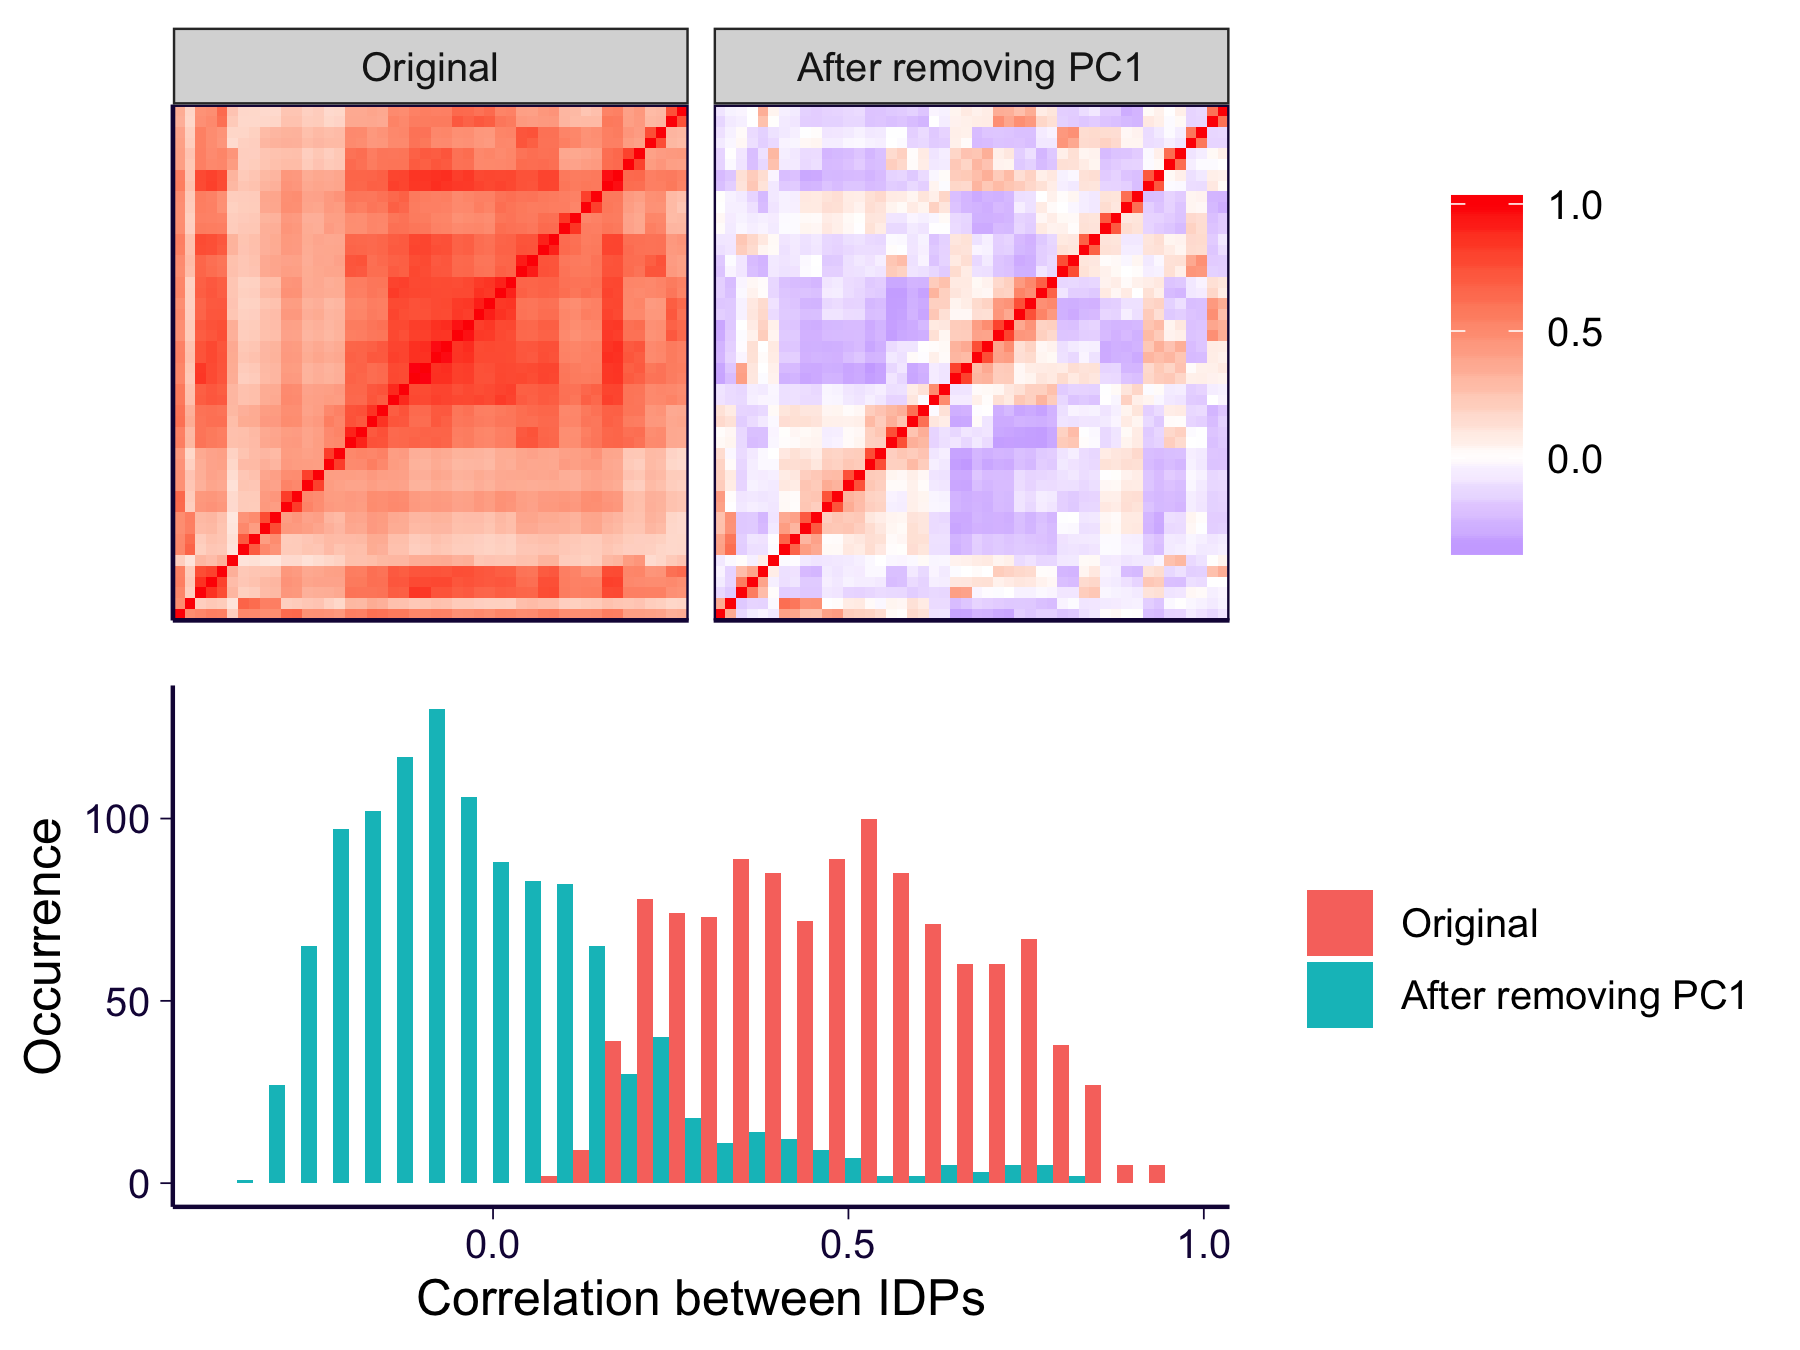 Original
After removing PC1
1.0
0.5
0.0
Occurrence
100
50
0
0.0
0.5
1.0
Correlation between IDPs
Original
After removing PC1